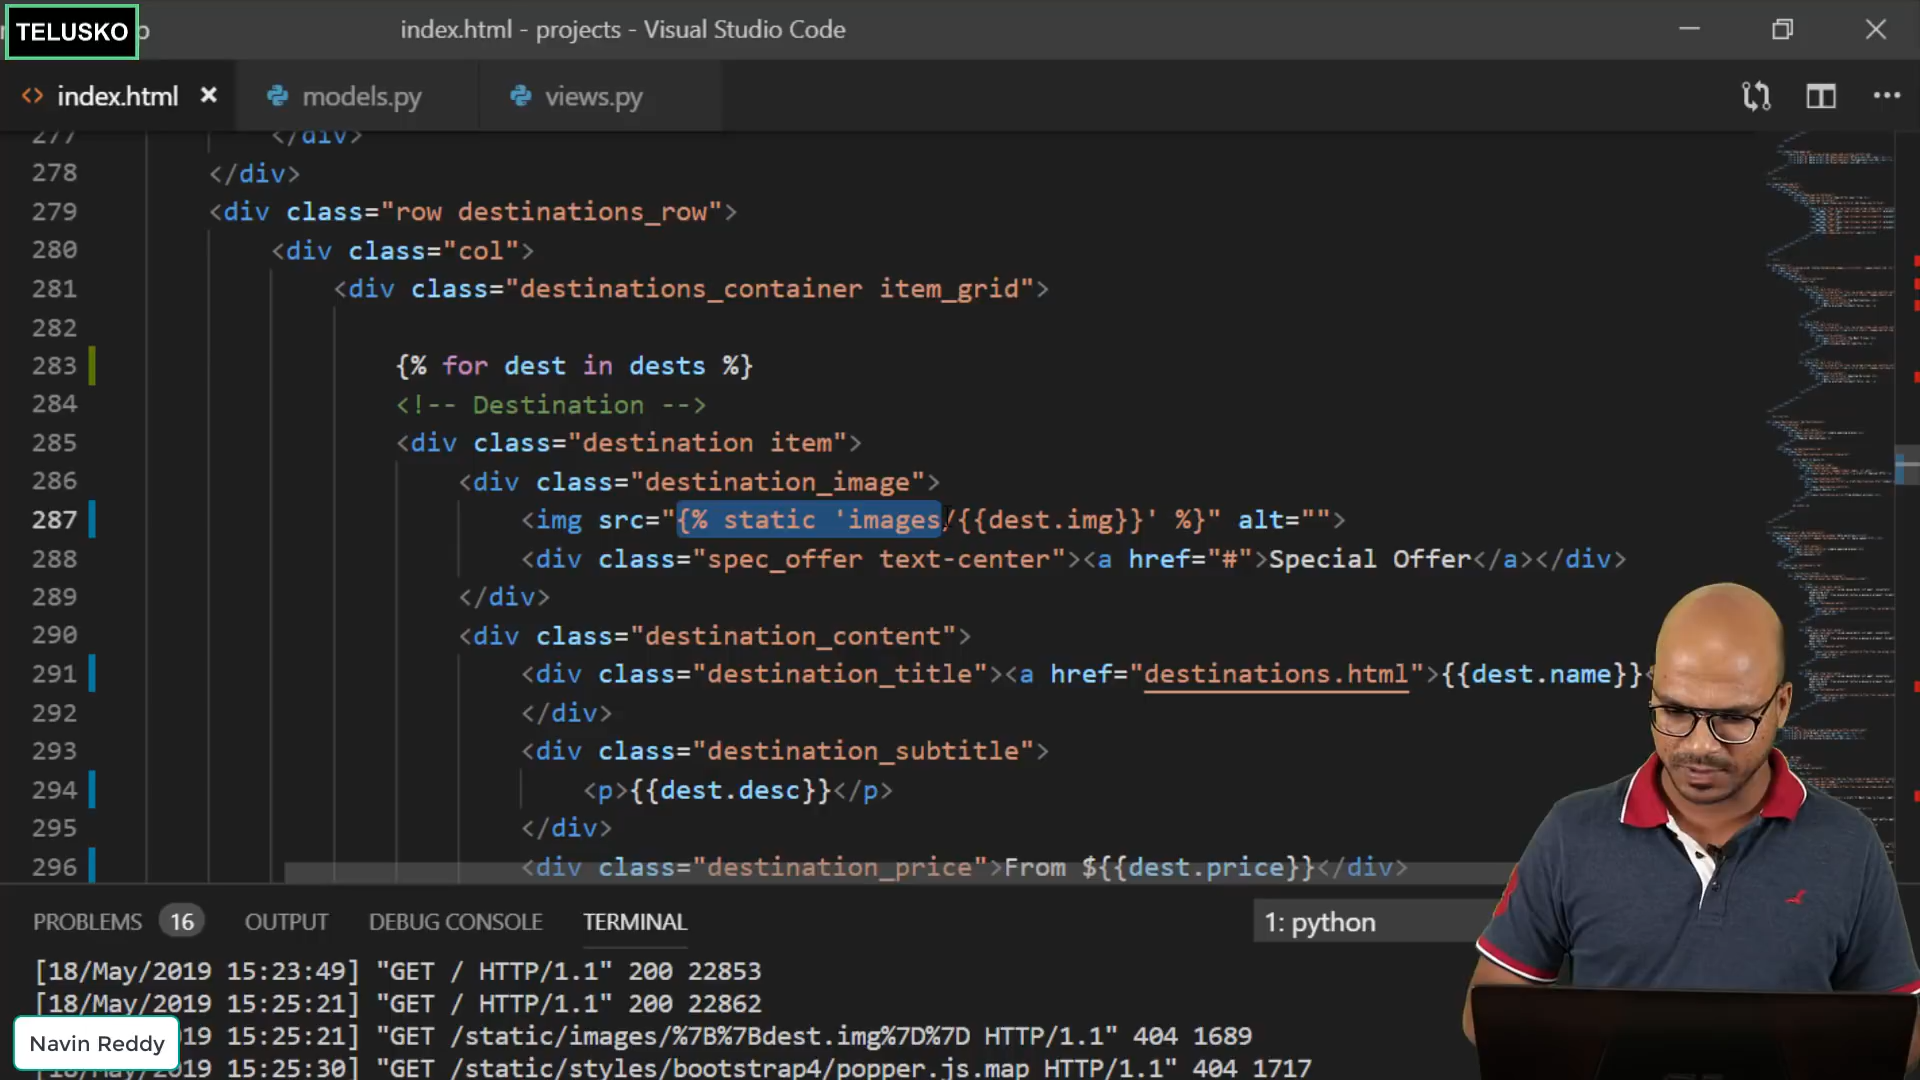 TELUSKO
index.html - projects - Visual Studio Code
index.html
models.py
views.py
277 </div>
278 </div>
279 <div class="row destinations_row">
280 <div class="col">
281 <div class="destinations_container item_grid">
282
283 {% for dest in dests %}
284 <!-- Destination -->
285 <div class="destination item">
286 <div class="destination_image">
287 <img src="{% static 'images/{{dest.img}}' %}" alt="">
288 <div class="spec_offer text-center"><a href="#">Special Offer</a></div>
289 </div>
290 <div class="destination_content">
291 <div class="destination_title"><a href="destinations.html">{{dest.name}}<
292 </div>
293 <div class="destination_subtitle">
294 <p>{{dest.desc}}</p>
295 </div>
296 <div class="destination_price">From ${{dest.price}}</div>
PROBLEMS 16 OUTPUT DEBUG CONSOLE TERMINAL 1: python
[18/May/2019 15:23:49] "GET / HTTP/1.1" 200 22853
[18/May/2019 15:25:21] "GET / HTTP/1.1" 200 22862
19 15:25:21] "GET /static/images/%7B%7Bdest.img%7D%7D HTTP/1.1" 404 1689
[18/May/2019 15:25:30] "GET /static/styles/bootstrap4/popper.js.map HTTP/1.1" 404 1717
Navin Reddy